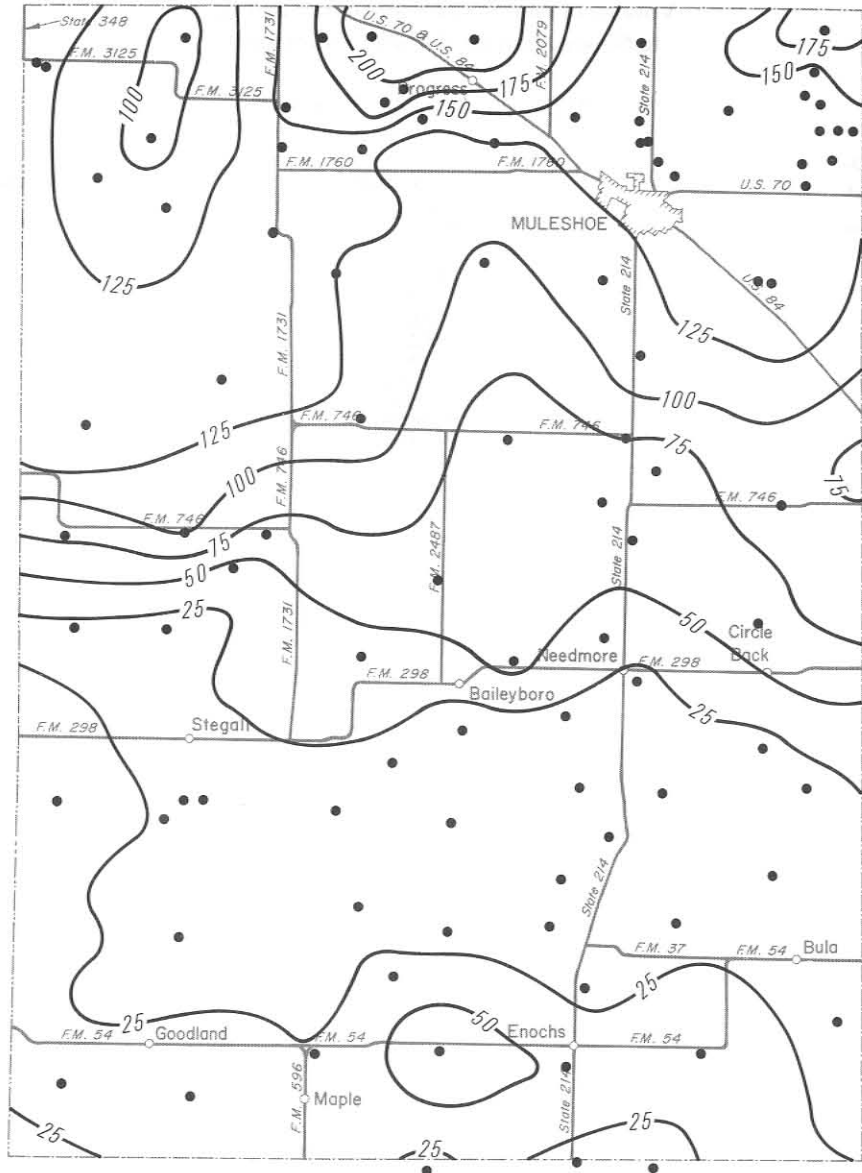 State 348
F.M. 3125
F.M. 1731
U.S. 70 & U.S. 84
F.M. 2079
State 214
175
150
200
175
150
Progress
100
F.M. 3125
F.M. 1760
F.M. 1760
U.S. 70
MULESHOE
125
State 214
U.S. 84
125
F.M. 1731
100
F.M. 746
F.M. 746
125
75
100
F.M. 746
75
F.M. 746
F.M. 746
75
F.M. 2487
State 214
50
25
F.M. 1731
50
Circle
Back
Needmore
F.M. 298
F.M. 298
Baileyboro
25
Stegall
F.M. 298
State 214
F.M. 37
F.M. 54
Bula
25
25
50
Enochs
F.M. 54
Goodland
F.M. 54
F.M. 54
F.M. 596
Maple
State 214
25
25
25